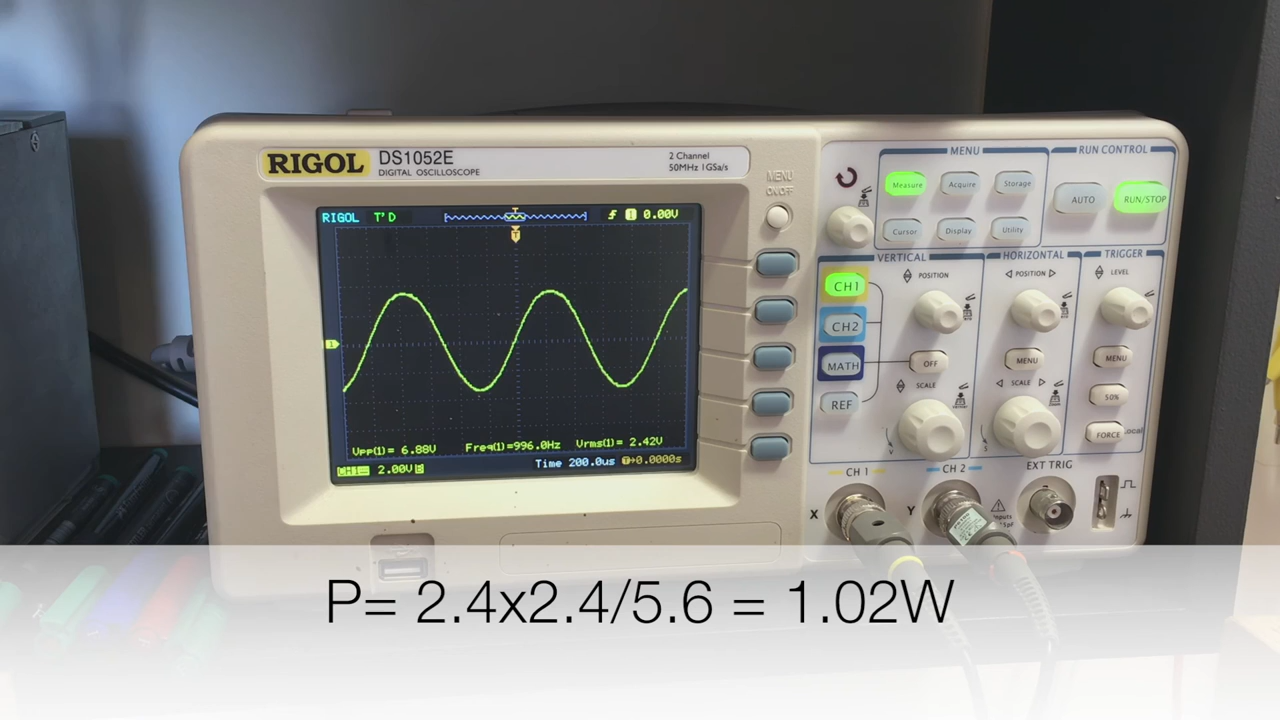 RIGOL DS1052E
DIGITAL OSCILLOSCOPE
2 Channel
50MHz 1GSa/s
MENU
ON/OFF
RIGOL T'D
1 0.00V
T
1
Vpp(1)= 6.88V Freq(1)=996.0Hz Vrms(1)= 2.42V
CH1 2.00V Time 200.0us T→0.0000s
MENU
Measure Acquire Storage
Cursor Display Utility
RUN CONTROL
AUTO RUN/STOP
VERTICAL
POSITION
CH1
CH2
MATH
REF
OFF
SCALE
HORIZONTAL
POSITION
MENU
SCALE
TRIGGER
LEVEL
MENU
50%
FORCE Local
CH 1 CH 2 EXT TRIG
X Y
P= 2.4x2.4/5.6 = 1.02W